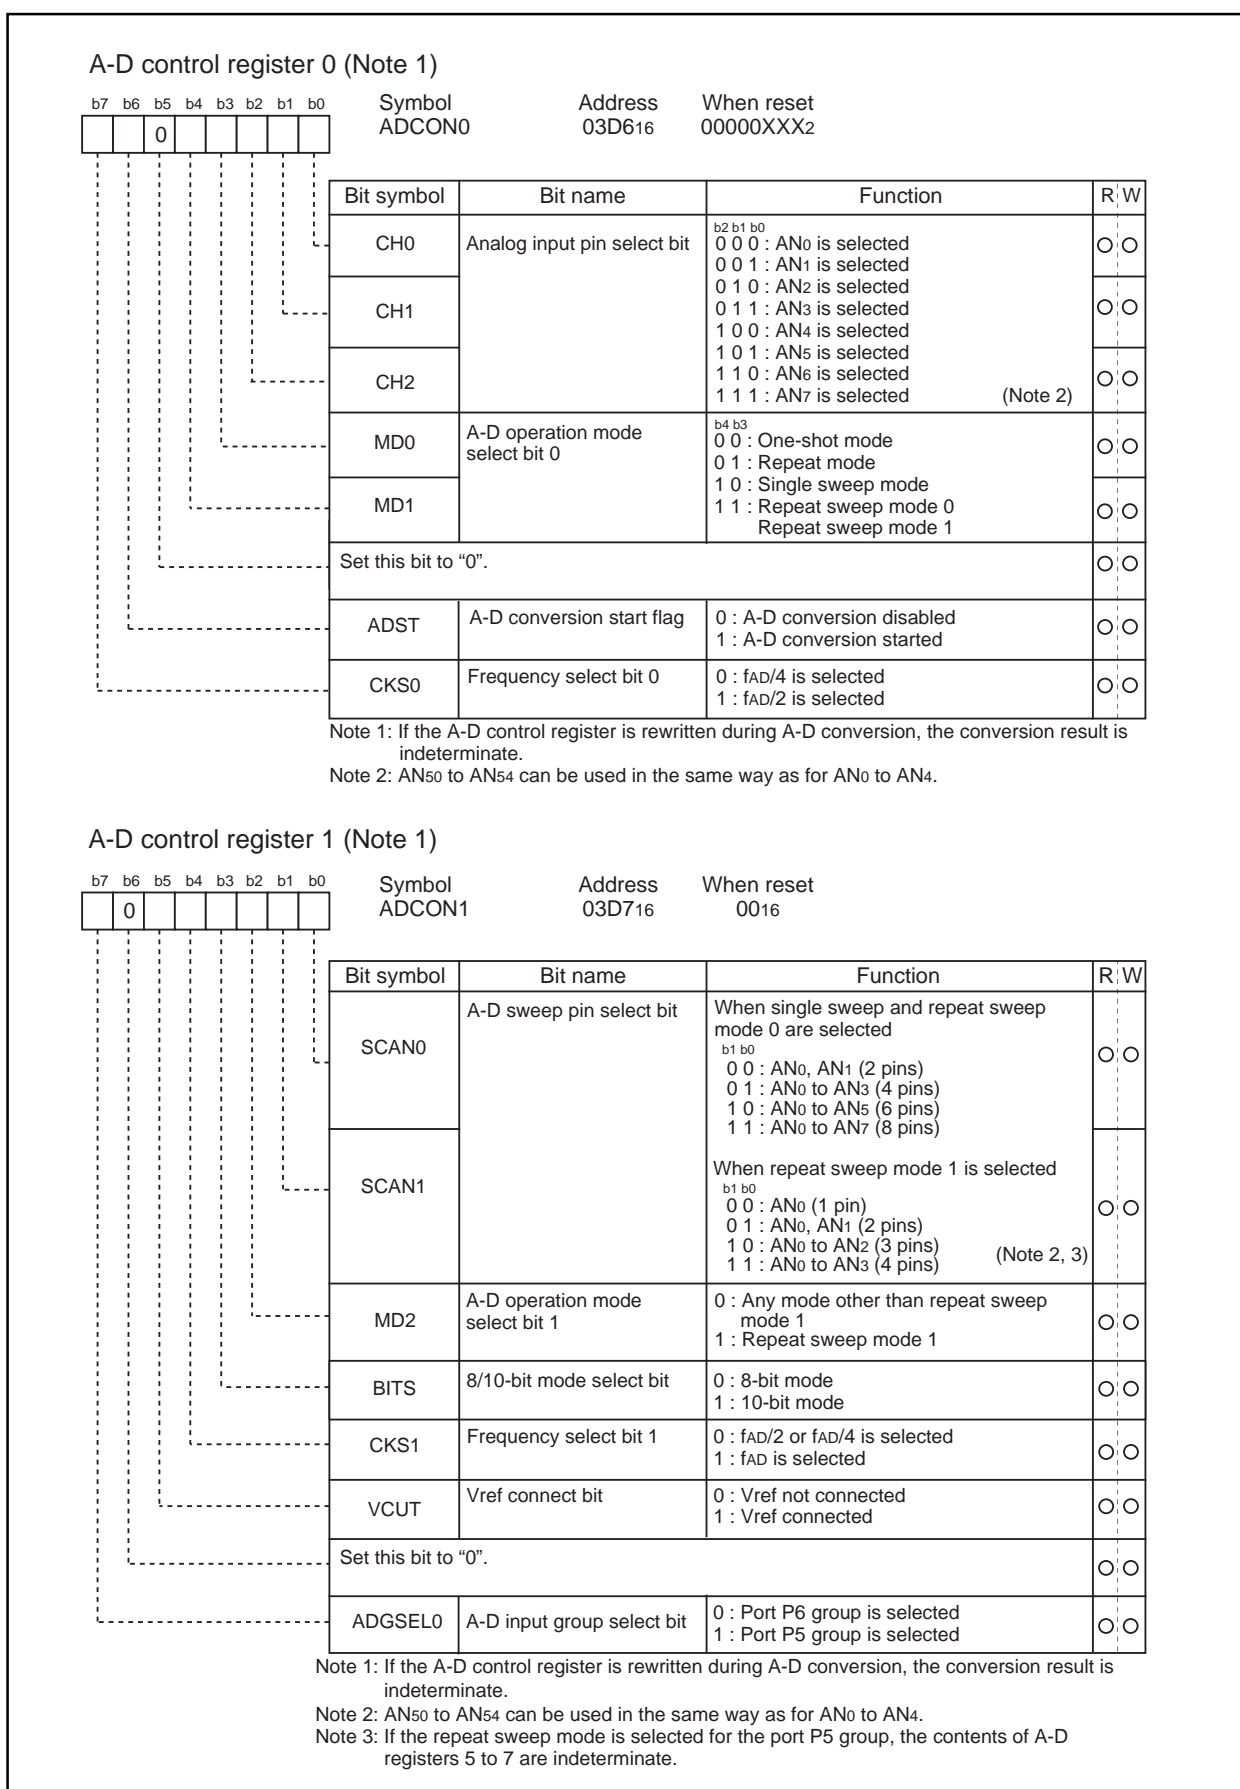 A-D control register 0 (Note 1)
b7 b6 b5 b4 b3 b2 b1 b0
0
Symbol Address When reset
ADCON0 03D616 00000XXX2
Bit symbol Bit name Function R W
CH0 Analog input pin select bit
b2 b1 b0
0 0 0 : AN0 is selected
0 0 1 : AN1 is selected
0 1 0 : AN2 is selected
CH1
0 1 1 : AN3 is selected
1 0 0 : AN4 is selected
1 0 1 : AN5 is selected
CH2
1 1 0 : AN6 is selected
1 1 1 : AN7 is selected (Note 2)
MD0 A-D operation mode
select bit 0
b4 b3
0 0 : One-shot mode
0 1 : Repeat mode
1 0 : Single sweep mode
MD1
1 1 : Repeat sweep mode 0
Repeat sweep mode 1
Set this bit to “0”.
ADST A-D conversion start flag 0 : A-D conversion disabled
1 : A-D conversion started
CKS0 Frequency select bit 0 0 : fAD/4 is selected
1 : fAD/2 is selected
Note 1: If the A-D control register is rewritten during A-D conversion, the conversion result is
indeterminate.
Note 2: AN50 to AN54 can be used in the same way as for AN0 to AN4.
A-D control register 1 (Note 1)
b7 b6 b5 b4 b3 b2 b1 b0
0
Symbol Address When reset
ADCON1 03D716 0016
Bit symbol Bit name Function R W
SCAN0 A-D sweep pin select bit
When single sweep and repeat sweep
mode 0 are selected
b1 b0
0 0 : AN0, AN1 (2 pins)
0 1 : AN0 to AN3 (4 pins)
1 0 : AN0 to AN5 (6 pins)
1 1 : AN0 to AN7 (8 pins)
SCAN1
When repeat sweep mode 1 is selected
b1 b0
0 0 : AN0 (1 pin)
0 1 : AN0, AN1 (2 pins)
1 0 : AN0 to AN2 (3 pins)
1 1 : AN0 to AN3 (4 pins) (Note 2, 3)
MD2 A-D operation mode
select bit 1
0 : Any mode other than repeat sweep
mode 1
1 : Repeat sweep mode 1
BITS 8/10-bit mode select bit 0 : 8-bit mode
1 : 10-bit mode
CKS1 Frequency select bit 1 0 : fAD/2 or fAD/4 is selected
1 : fAD is selected
VCUT Vref connect bit 0 : Vref not connected
1 : Vref connected
Set this bit to “0”.
ADGSEL0 A-D input group select bit 0 : Port P6 group is selected
1 : Port P5 group is selected
Note 1: If the A-D control register is rewritten during A-D conversion, the conversion result is
indeterminate.
Note 2: AN50 to AN54 can be used in the same way as for AN0 to AN4.
Note 3: If the repeat sweep mode is selected for the port P5 group, the contents of A-D
registers 5 to 7 are indeterminate.